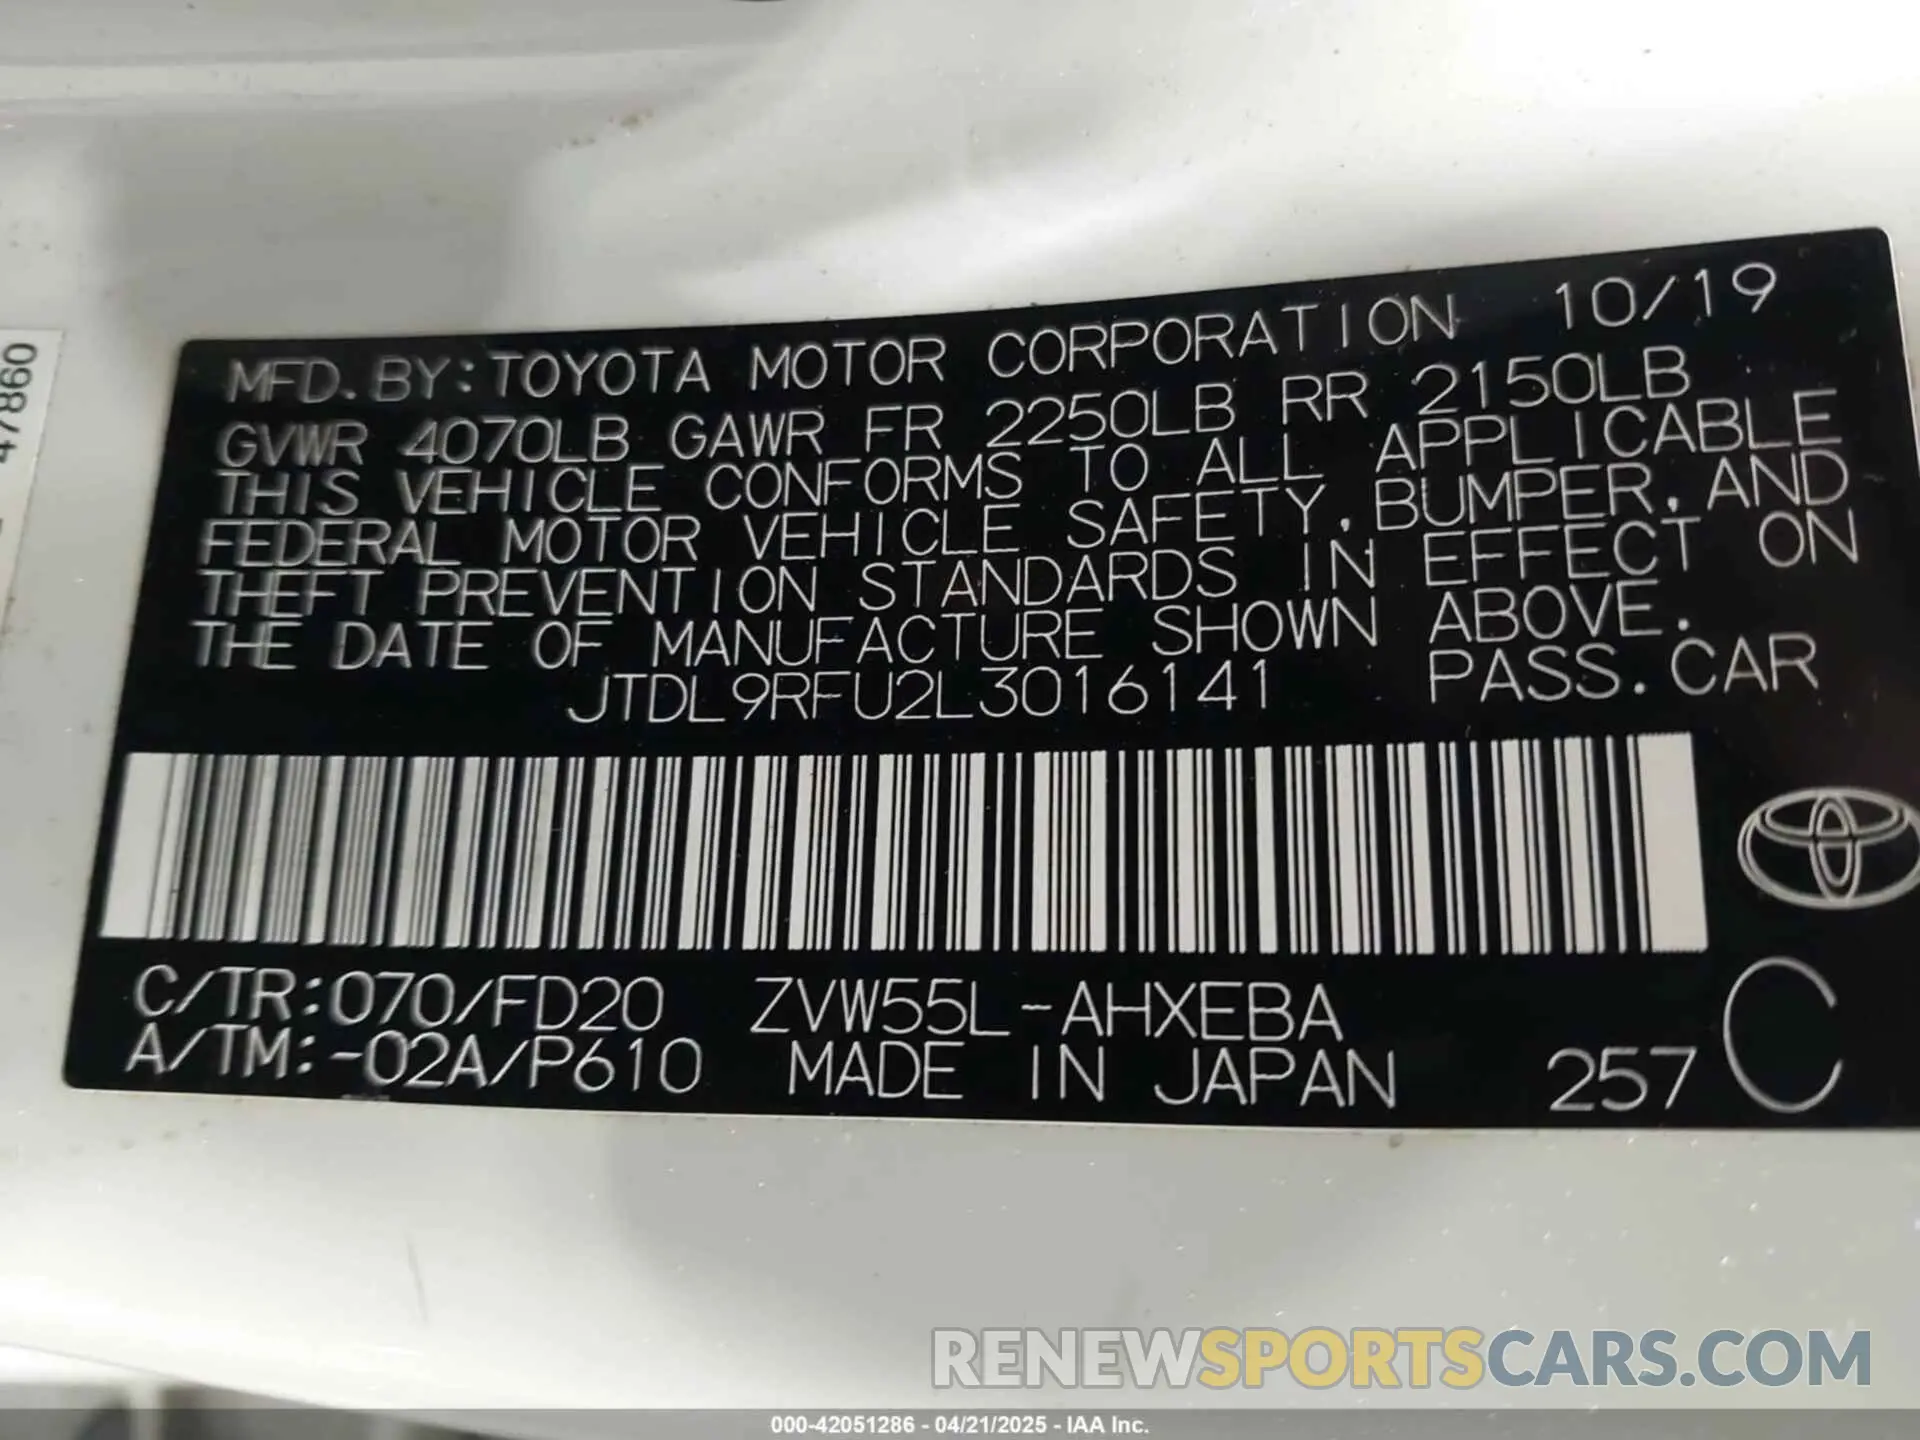 MFD.BY:TOYOTA MOTOR CORPORATION 10/19
GVWR 4070LB GAWR FR 2250LB RR 2150LB
THIS VEHICLE CONFORMS TO ALL APPLICABLE
FEDERAL MOTOR VEHICLE SAFETY, BUMPER, AND
THEFT PREVENTION STANDARDS IN EFFECT ON
THE DATE OF MANUFACTURE SHOWN ABOVE.
JTDL9RFU2L3016141 PASS.CAR
C/TR:070/FD20 ZVW55L-AHXEBA
A/TM:-02A/P610 MADE IN JAPAN 257 C
47860
RENEWSPORTSCARS.COM
000-42051286 - 04/21/2025 - IAA Inc.